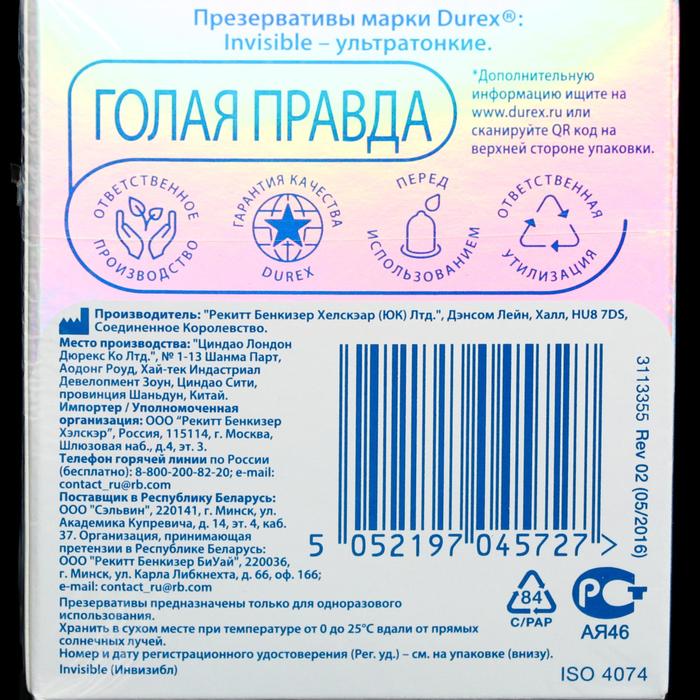 Презервативы марки Durex®:
Invisible – ультратонкие.
ГОЛАЯ ПРАВДА
*Дополнительную
информацию ищите на
www.durex.ru или
сканируйте QR код на
верхней стороне упаковки.
ОТВЕТСТВЕННОЕ
ПРОИЗВОДСТВО
ГАРАНТИЯ КАЧЕСТВА
DUREX
ПЕРЕД
ИСПОЛЬЗОВАНИЕМ
ОТВЕТСТВЕННАЯ
УТИЛИЗАЦИЯ
Производитель: "Рекитт Бенкизер Хелскэар (ЮК) Лтд.", Дэнсом Лейн, Халл, HU8 7DS,
Соединенное Королевство.
Место производства: "Циндао Лондон
Дюрекс Ко Лтд.", № 1-13 Шанма Парт,
Аодонг Роуд, Хай-тек Индастриал
Девелопмент Зоун, Циндао Сити,
провинция Шаньдун, Китай.
Импортер / Уполномоченная
организация: ООО “Рекитт Бенкизер
Хэлскэр”, Россия, 115114, г. Москва,
Шлюзовая наб., д.4, эт. 3.
Телефон горячей линии по России
(бесплатно): 8-800-200-82-20; e-mail:
contact_ru@rb.com
Поставщик в Республику Беларусь:
ООО "Сэльвин", 220141, г. Минск, ул.
Академика Купревича, д. 14, эт. 4, каб.
37. Организация, принимающая
претензии в Республике Беларусь:
ООО "Рекитт Бенкизер БиУай", 220036,
г. Минск, ул. Карла Либкнехта, д. 66, оф. 166;
e-mail: contact_ru@rb.com
Презервативы предназначены только для одноразового
использования.
Хранить в сухом месте при температуре от 0 до 25°C вдали от прямых
солнечных лучей.
Номер и дату регистрационного удостоверения (Рег. уд.) – см. на упаковке (внизу).
Invisible (Инвизибл)
5 052197 045727 >
3113355 Rev 02 (05/2016)
84
C/PAP
РСТ
АЯ46
ISO 4074